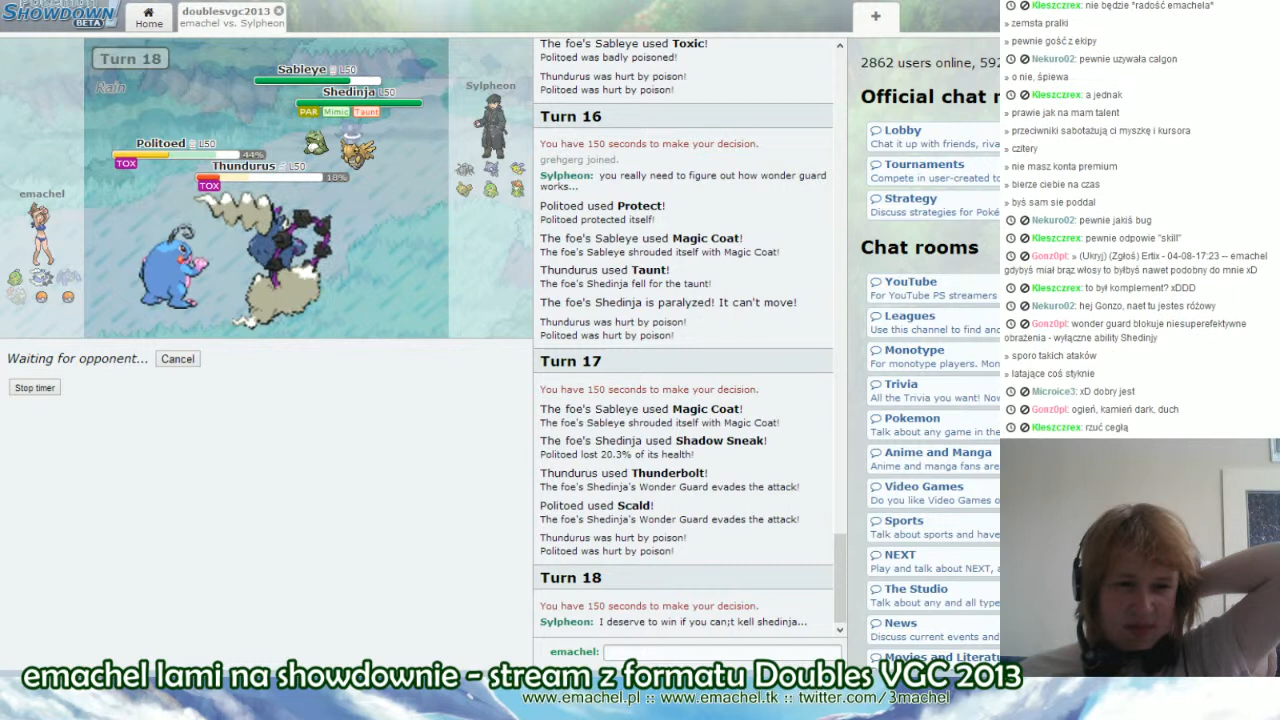 Pokémon
Showdown
BETA
Home
doublesvgc2013
emachel vs. Sylpheon
+
Turn 18
Rain
Sableye L50
Shedinja L50
PAR Mimic Taunt
Politoed L50
TOX 44%
Thundurus L50
TOX 18%
emachel
Sylpheon
Waiting for opponent... Cancel
Stop timer
The foe's Sableye used Toxic!
Politoed was badly poisoned!
Thundurus was hurt by poison!
Politoed was hurt by poison!
Turn 16
You have 150 seconds to make your decision.
grehgerg joined.
Sylpheon: you really need to figure out how wonder guard
works...
Politoed used Protect!
Politoed protected itself!
The foe's Sableye used Magic Coat!
The foe's Sableye shrouded itself with Magic Coat!
Thundurus used Taunt!
The foe's Shedinja fell for the taunt!
The foe's Shedinja is paralyzed! It can't move!
Thundurus was hurt by poison!
Politoed was hurt by poison!
Turn 17
You have 150 seconds to make your decision.
The foe's Sableye used Magic Coat!
The foe's Sableye shrouded itself with Magic Coat!
The foe's Shedinja used Shadow Sneak!
Politoed lost 20.3% of its health!
Thundurus used Thunderbolt!
The foe's Shedinja's Wonder Guard evades the attack!
Politoed used Scald!
The foe's Shedinja's Wonder Guard evades the attack!
Thundurus was hurt by poison!
Politoed was hurt by poison!
Turn 18
You have 150 seconds to make your decision.
Sylpheon: I deserve to win if you can;t kell shedinja...
emachel:
2862 users online, 592
Official chat r
Lobby
Chat it up with friends, riva
Tournaments
Compete in user-created to
Strategy
Discuss strategies for Poké
Chat rooms
YouTube
For YouTube PS streamers
Leagues
Use this channel to find anc
Monotype
For monotype players. Mon
Trivia
All the Trivia you want! Nov
Pokemon
Discuss any game in the
Anime and Manga
Anime and manga fans are
Video Games
Do you like Video Games o
Sports
Talk about sports and have
NEXT
Play and talk about NEXT, a
The Studio
Talk about any and all type
News
Discuss current events and
Movies and Literatu
Kleszczrex: nie będzie *radość emachela*
» zemsta pralki
» pewnie gość z ekipy
Nekuro02: pewnie uzywała calgon
» o nie, śpiewa
Kleszczrex: a jednak
» prawie jak na mam talent
» przeciwniki sabotażują ci myszkę i kursora
» cztery
» nie masz konta premium
» bierze ciebie na czas
» byś sam sie poddal
Nekuro02: pewnie jakiś bug
Kleszczrex: pewnie odpowie "skill"
Gonz0pl: » (Ukryj) (Zgłoś) Ertix - 04-08-17:23 -- emachel
gdybyś miał brąz włosy to byłbyś nawet podobny do mnie xD
Kleszczrex: to był komplement? xDDD
Nekuro02: hej Gonzo, naet tu jestes różowy
Gonz0pl: wonder guard blokuje niesuperefektywne
obrażenia - wyłączne ability Shedinjy
» sporo takich ataków
» latające coś styknie
Microice3: xD dobry jest
Gonz0pl: ogień, kamień dark, duch
Kleszczrex: rzuć cegłą
emachel lami na showdownie - stream z formatu Doubles VGC 2013
www.emachel.pl :: www.emachel.tk :: twitter.com/3machel